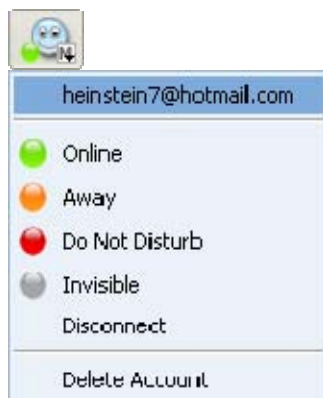 N
heinstein7@hotmail.com
Online
Away
Do Not Disturb
Invisible
Disconnect
Delete Account